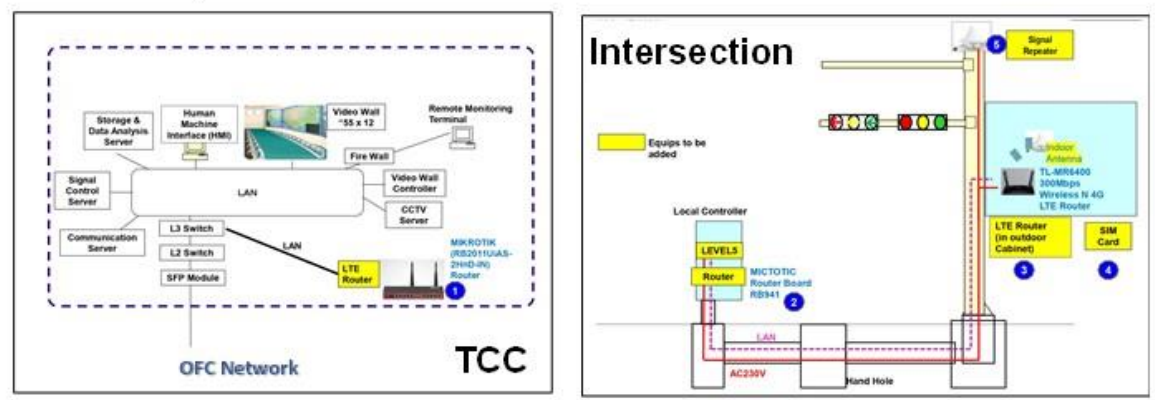 Storage &
Data Analysis
Server
Human
Machine
Interface (HMI)
Video Wall
"55 x 12
Remote Monitoring
Terminal
Fire Wall
Signal
Control
Server
LAN
Video Wall
Controller
CCTV
Server
Communication
Server
L3 Switch
L2 Switch
SFP Module
LAN
LTE
Router
MIKROTIK
(RB2011UiAS-
2HnD-IN)
Router
1
OFC Network
TCC
Intersection
5
Signal
Repeater
Equips to be
added
Indoor
Antenna
TL-MR6400
300Mbps
Wireless N 4G
LTE Router
Local Controller
LEVEL5
Router
MICTOTIC
Router Board
RB941
2
LTE Router
(in outdoor
Cabinet)
3
SIM
Card
4
LAN
AC230V
Hand Hole